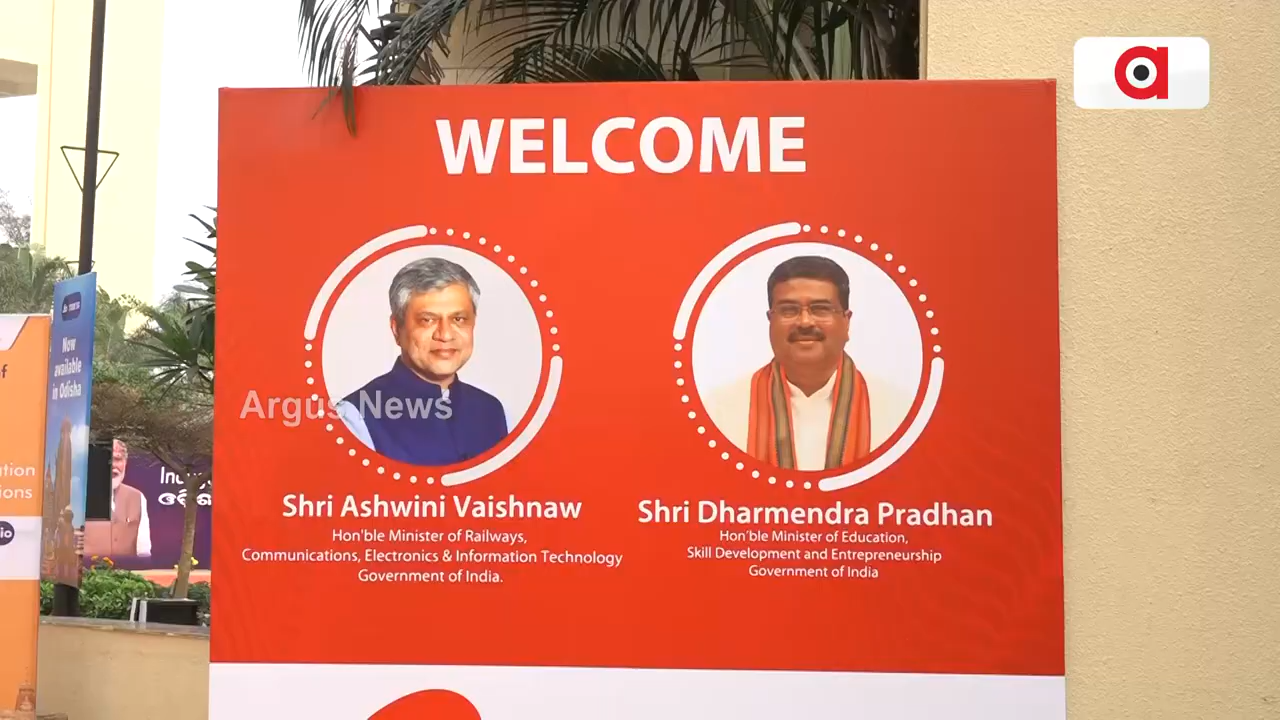 WELCOME
Argus News
Shri Ashwini Vaishnaw
Hon'ble Minister of Railways,
Communications, Electronics & Information Technology
Government of India.
Shri Dharmendra Pradhan
Hon'ble Minister of Education,
Skill Development and Entrepreneurship
Government of India
Now
available
in Odisha